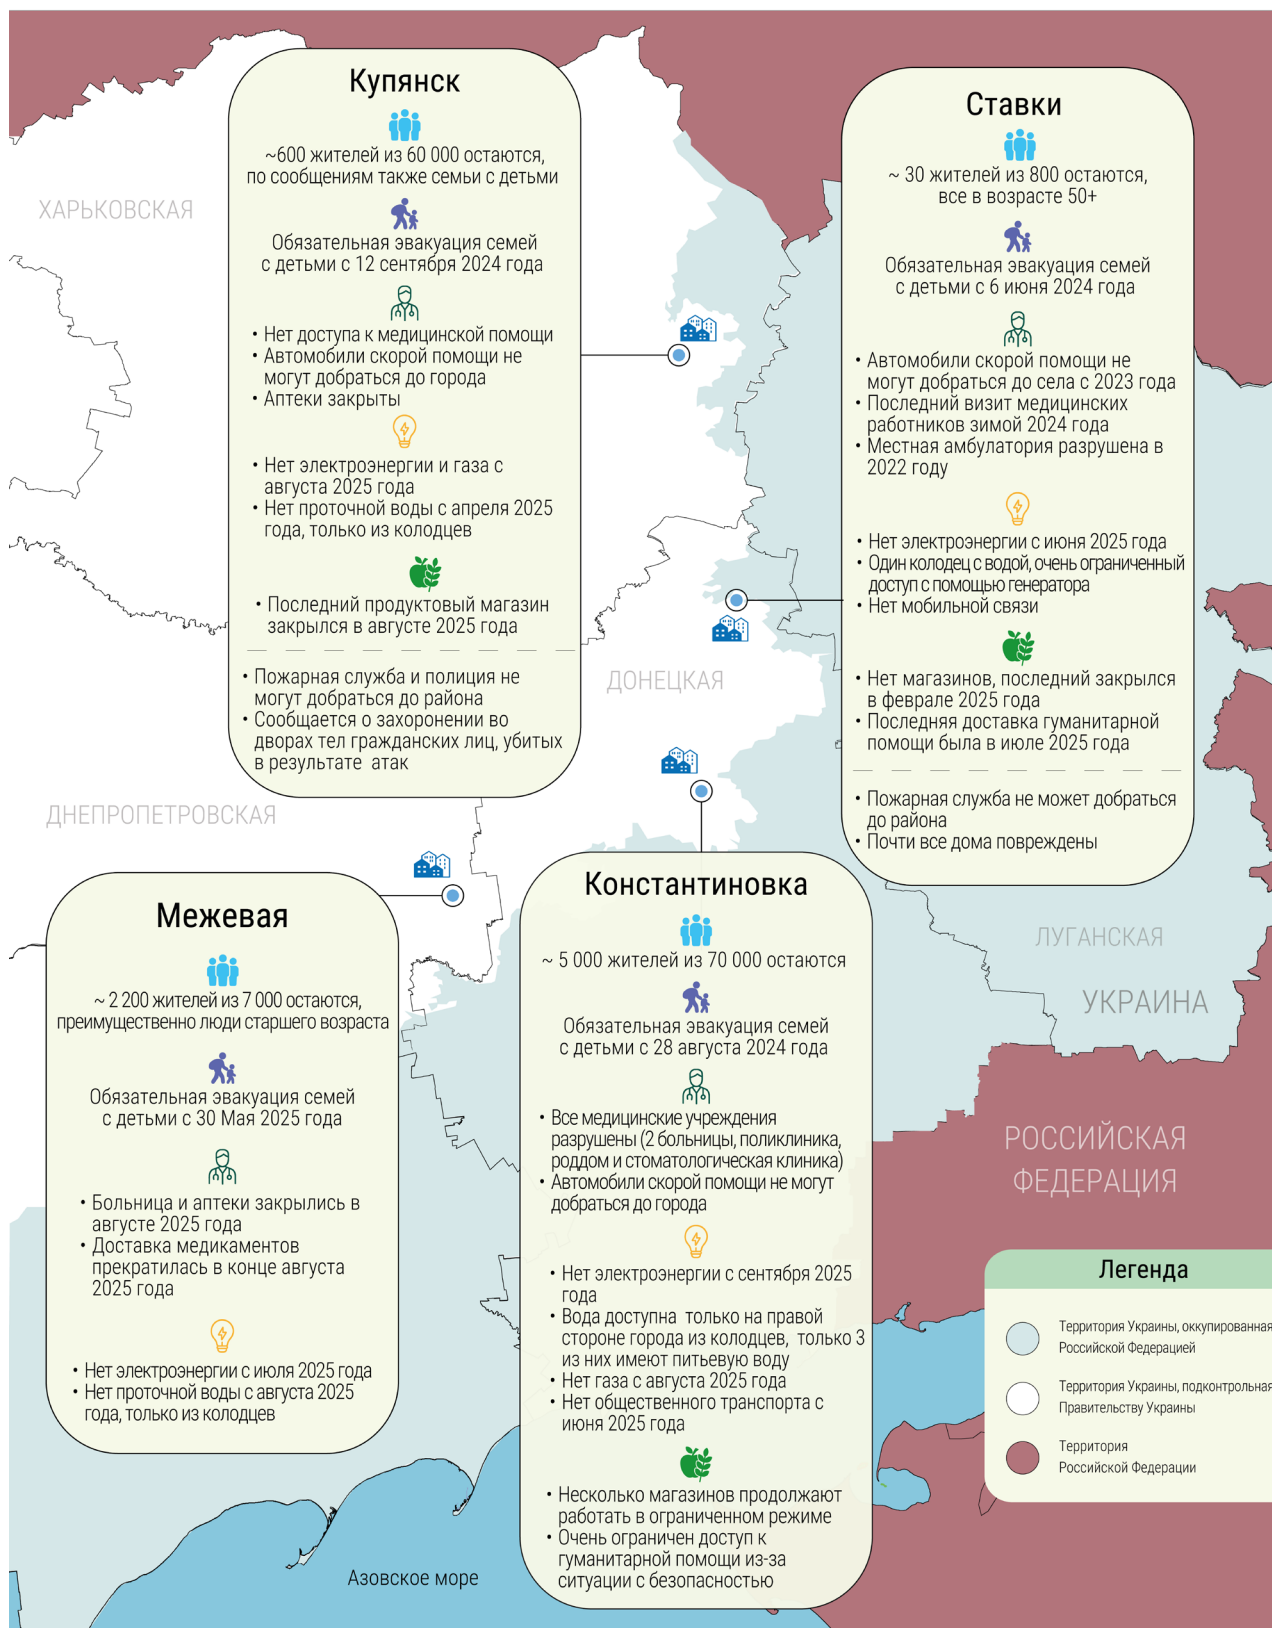 Купянск
~600 жителей из 60 000 остаются,
по сообщениям также семьи с детьми
Обязательная эвакуация семей
с детьми с 12 сентября 2024 года
• Нет доступа к медицинской помощи
• Автомобили скорой помощи не
могут добраться до города
• Аптеки закрыты
• Нет электроэнергии и газа с
августа 2025 года
• Нет проточной воды с апреля 2025
года, только из колодцев
• Последний продуктовый магазин
закрылся в августе 2025 года
• Пожарная служба и полиция не
могут добраться до района
• Сообщается о захоронении во
дворах тел гражданских лиц, убитых
в результате атак
Ставки
~ 30 жителей из 800 остаются,
все в возрасте 50+
Обязательная эвакуация семей
с детьми с 6 июня 2024 года
• Автомобили скорой помощи не
могут добраться до села с 2023 года
• Последний визит медицинских
работников зимой 2024 года
• Местная амбулатория разрушена в
2022 году
• Нет электроэнергии с июня 2025 года
• Один колодец с водой, очень ограниченный
доступ с помощью генератора
• Нет мобильной связи
• Нет магазинов, последний закрылся
в феврале 2025 года
• Последняя доставка гуманитарной
помощи была в июле 2025 года
• Пожарная служба не может добраться
до района
• Почти все дома повреждены
ХАРЬКОВСКАЯ
ДОНЕЦКАЯ
ДНЕПРОПЕТРОВСКАЯ
Межевая
~ 2 200 жителей из 7 000 остаются,
преимущественно люди старшего возраста
Обязательная эвакуация семей
с детьми с 30 Мая 2025 года
• Больница и аптеки закрылись в
августе 2025 года
• Доставка медикаментов
прекратилась в конце августа
2025 года
• Нет электроэнергии с июля 2025 года
• Нет проточной воды с августа 2025
года, только из колодцев
Константиновка
~ 5 000 жителей из 70 000 остаются
Обязательная эвакуация семей
с детьми с 28 августа 2024 года
• Все медицинские учреждения
разрушены (2 больницы, поликлиника,
роддом и стоматологическая клиника)
• Автомобили скорой помощи не могут
добраться до города
• Нет электроэнергии с сентября 2025
года
• Вода доступна только на правой
стороне города из колодцев, только 3
из них имеют питьевую воду
• Нет газа с августа 2025 года
• Нет общественного транспорта с
июня 2025 года
• Несколько магазинов продолжают
работать в ограниченном режиме
• Очень ограничен доступ к
гуманитарной помощи из-за
ситуации с безопасностью
ЛУГАНСКАЯ
УКРАИНА
РОССИЙСКАЯ
ФЕДЕРАЦИЯ
Азовское море
Легенда
Территория Украины, оккупированная
Российской Федерацией
Территория Украины, подконтрольная
Правительству Украины
Территория
Российской Федерации